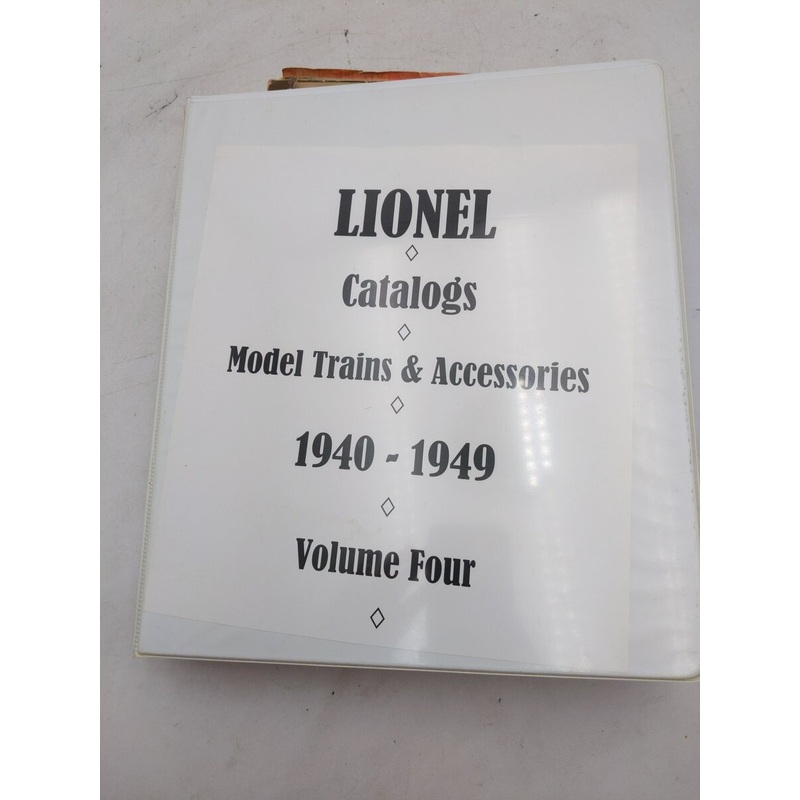 LIONEL
Catalogs
Model Trains & Accessories
1940 - 1949
Volume Four